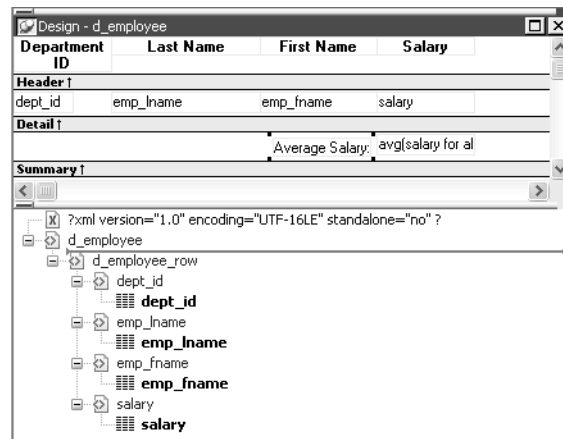 Design - d_employee
Department ID Last Name First Name Salary
Header ↑
dept_id emp_lname emp_fname salary
Detail ↑
Average Salary: avg(salary for al
Summary ↑
?xml version="1.0" encoding="UTF-16LE" standalone="no" ?
d_employee
d_employee_row
dept_id
dept_id
emp_lname
emp_lname
emp_fname
emp_fname
salary
salary